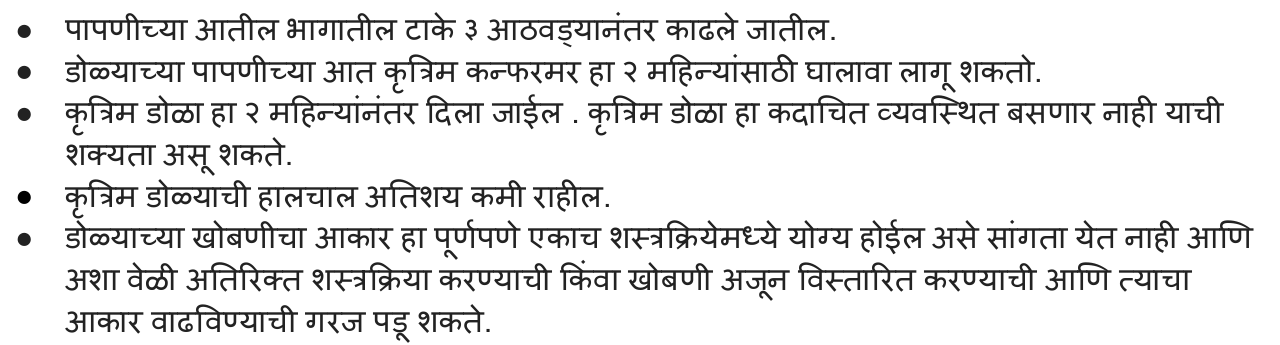 ● पापणीच्या आतील भागातील टाके ३ आठवड्यानंतर काढले जातील.
● डोळ्याच्या पापणीच्या आत कृत्रिम कन्फरमर हा २ महिन्यांसाठी घालावा लागू शकतो.
● कृत्रिम डोळा हा २ महिन्यांनंतर दिला जाईल . कृत्रिम डोळा हा कदाचित व्यवस्थित बसणार नाही याची
शक्यता असू शकते.
● कृत्रिम डोळ्याची हालचाल अतिशय कमी राहील.
● डोळ्याच्या खोबणीचा आकार हा पूर्णपणे एकाच शस्त्रक्रियेमध्ये योग्य होईल असे सांगता येत नाही आणि
अशा वेळी अतिरिक्त शस्त्रक्रिया करण्याची किंवा खोबणी अजून विस्तारित करण्याची आणि त्याचा
आकार वाढविण्याची गरज पडू शकते.